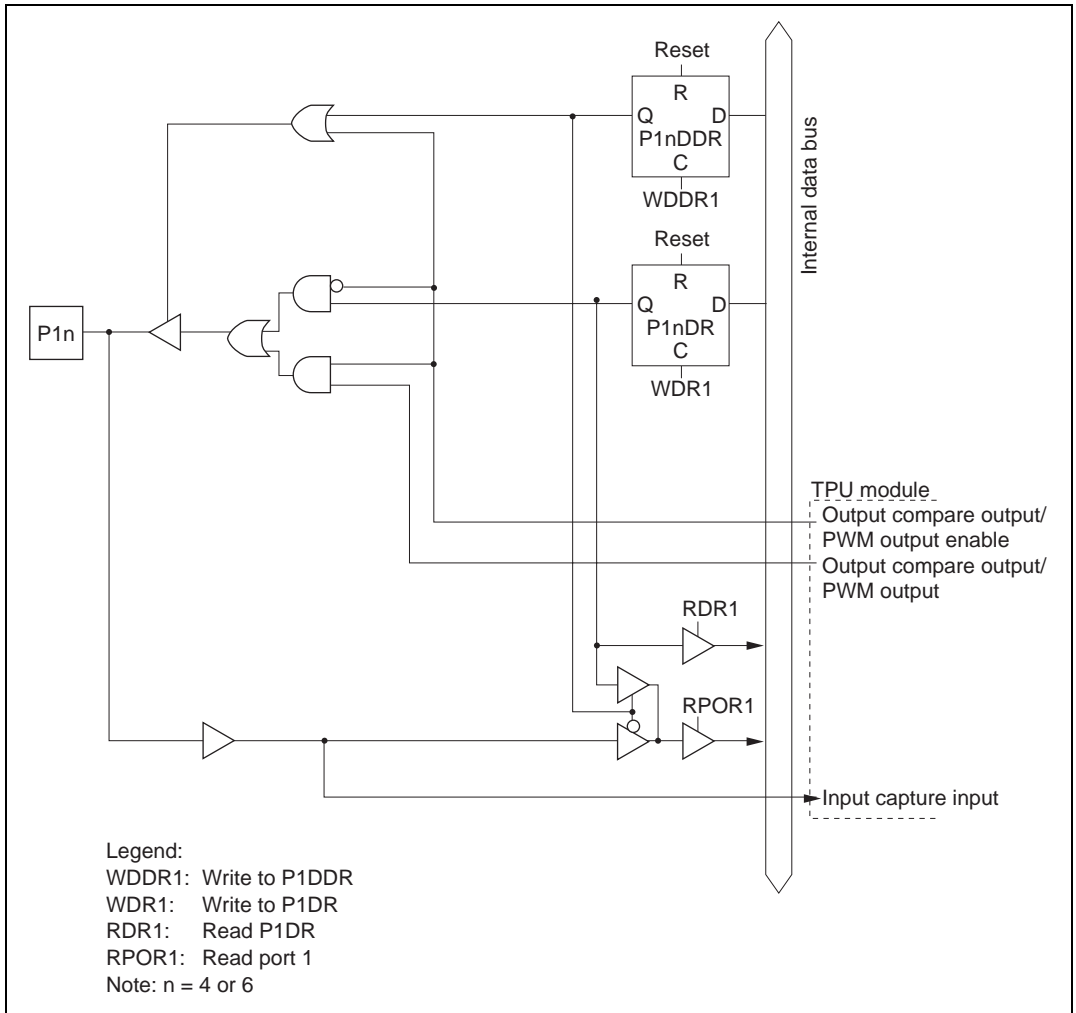 Reset
R
Q D
P1nDDR
C
WDDR1
Internal data bus
Reset
R
Q D
P1nDR
C
WDR1
P1n
TPU module
Output compare output/
PWM output enable
Output compare output/
PWM output
RDR1
RPOR1
Input capture input
Legend:
WDDR1: Write to P1DDR
WDR1: Write to P1DR
RDR1: Read P1DR
RPOR1: Read port 1
Note: n = 4 or 6